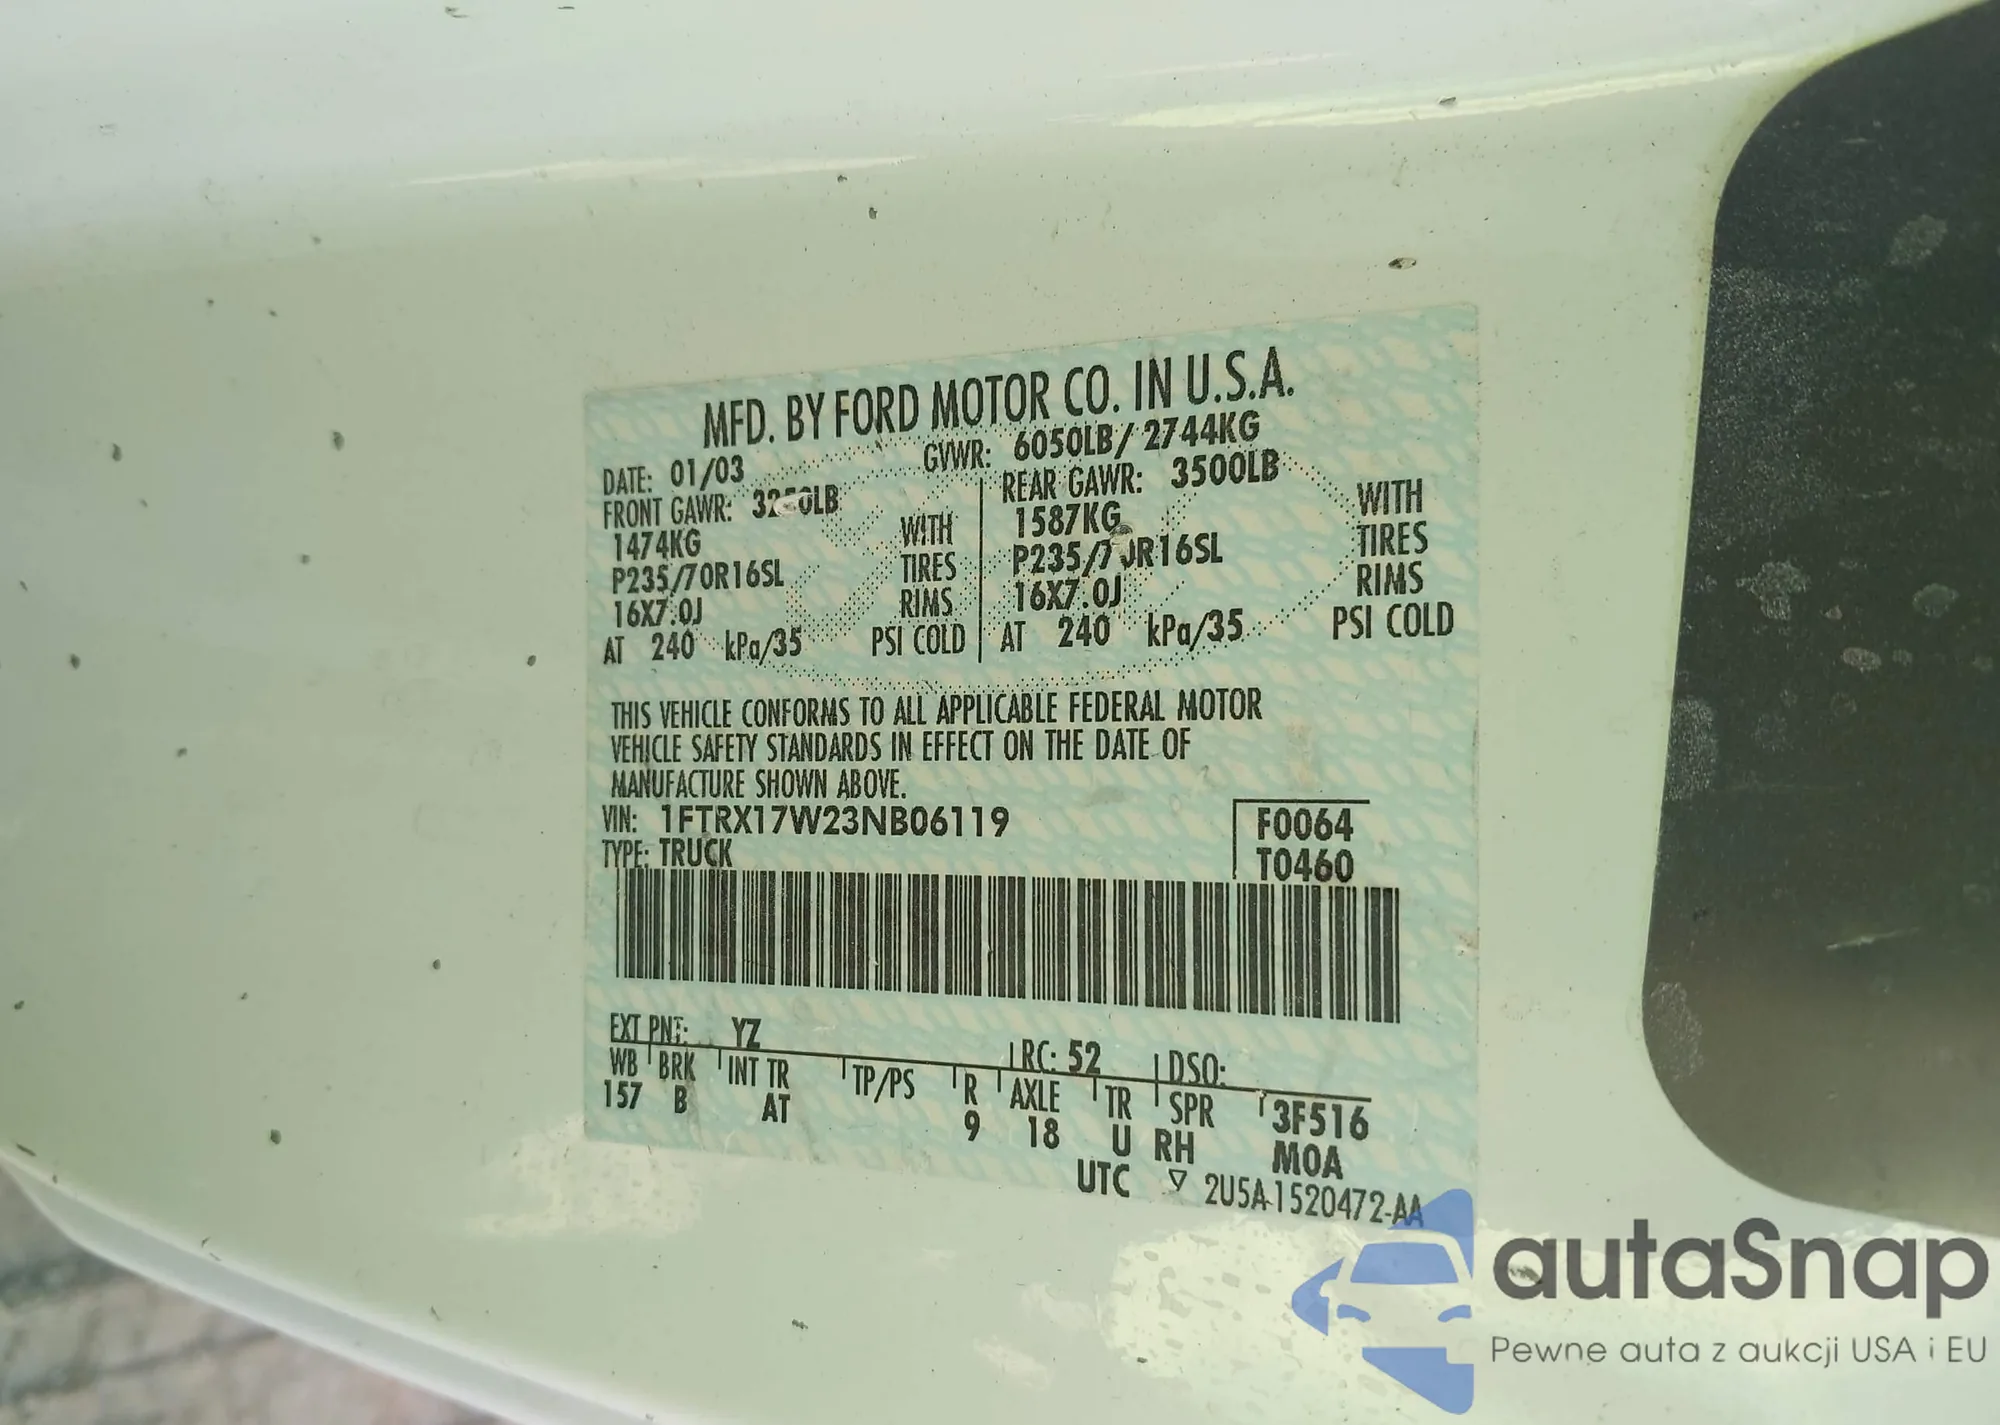 MFD. BY FORD MOTOR CO. IN U.S.A.
DATE: 01/03 GVWR: 6050LB/ 2744KG
FRONT GAWR: LB REAR GAWR: 3500LB
1474KG WITH 1587KG WITH
P235/70R16SL TIRES P235/70R16SL TIRES
16X7.0J RIMS 16X7.0J RIMS
AT 240 kPa/35 PSI COLD AT 240 kPa/35 PSI COLD
THIS VEHICLE CONFORMS TO ALL APPLICABLE FEDERAL MOTOR
VEHICLE SAFETY STANDARDS IN EFFECT ON THE DATE OF
MANUFACTURE SHOWN ABOVE.
VIN: 1FTRX17W23NB06119 F0064
TYPE: TRUCK T0460
EXT PNT: YZ RC: 52 DSO:
WB BRK INT TR TP/PS R AXLE TR SPR 3F516
157 B AT 9 18 U RH MOA
UTC ▽ 2U5A-1520472-AA
autaSnap
Pewne auta z aukcji USA i EU